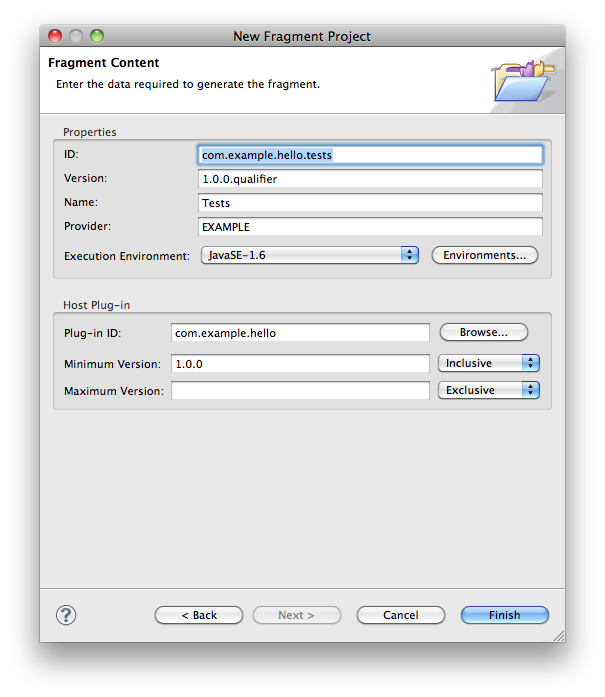 New Fragment Project
Fragment Content
Enter the data required to generate the fragment.
Properties
ID: com.example.hello.tests
Version: 1.0.0.qualifier
Name: Tests
Provider: EXAMPLE
Execution Environment: JavaSE-1.6 Environments...
Host Plug-in
Plug-in ID: com.example.hello Browse...
Minimum Version: 1.0.0 Inclusive
Maximum Version: Exclusive
? < Back Next > Cancel Finish